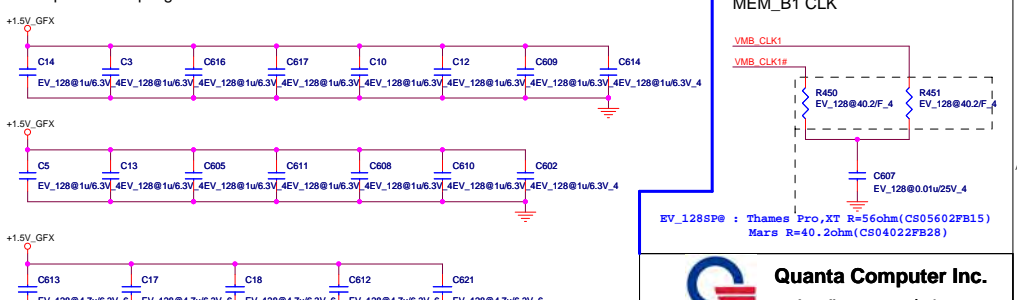 MEM_B1 CLK
+1.5V_GFX
C14 C3 C616 C617 C10 C12 C609 C614
EV_128@1u/6.3V_4EV_128@1u/6.3V_4EV_128@1u/6.3V_4EV_128@1u/6.3V_4EV_128@1u/6.3V_4EV_128@1u/6.3V_4EV_128@1u/6.3V_4EV_128@1u/6.3V_4
VMB_CLK1
VMB_CLK1#
R450
EV_128@40.2/F_4
R451
EV_128@40.2/F_4
+1.5V_GFX
C5 C13 C605 C611 C608 C610 C602
EV_128@1u/6.3V_4EV_128@1u/6.3V_4EV_128@1u/6.3V_4EV_128@1u/6.3V_4EV_128@1u/6.3V_4EV_128@1u/6.3V_4EV_128@1u/6.3V_4
C607
EV_128@0.01u/25V_4
EV_128SP@ : Thames Pro,XT R=56ohm(CS05602FB15)
Mars R=40.2ohm(CS04022FB28)
+1.5V_GFX
C613 C17 C18 C612 C621
Quanta Computer Inc.